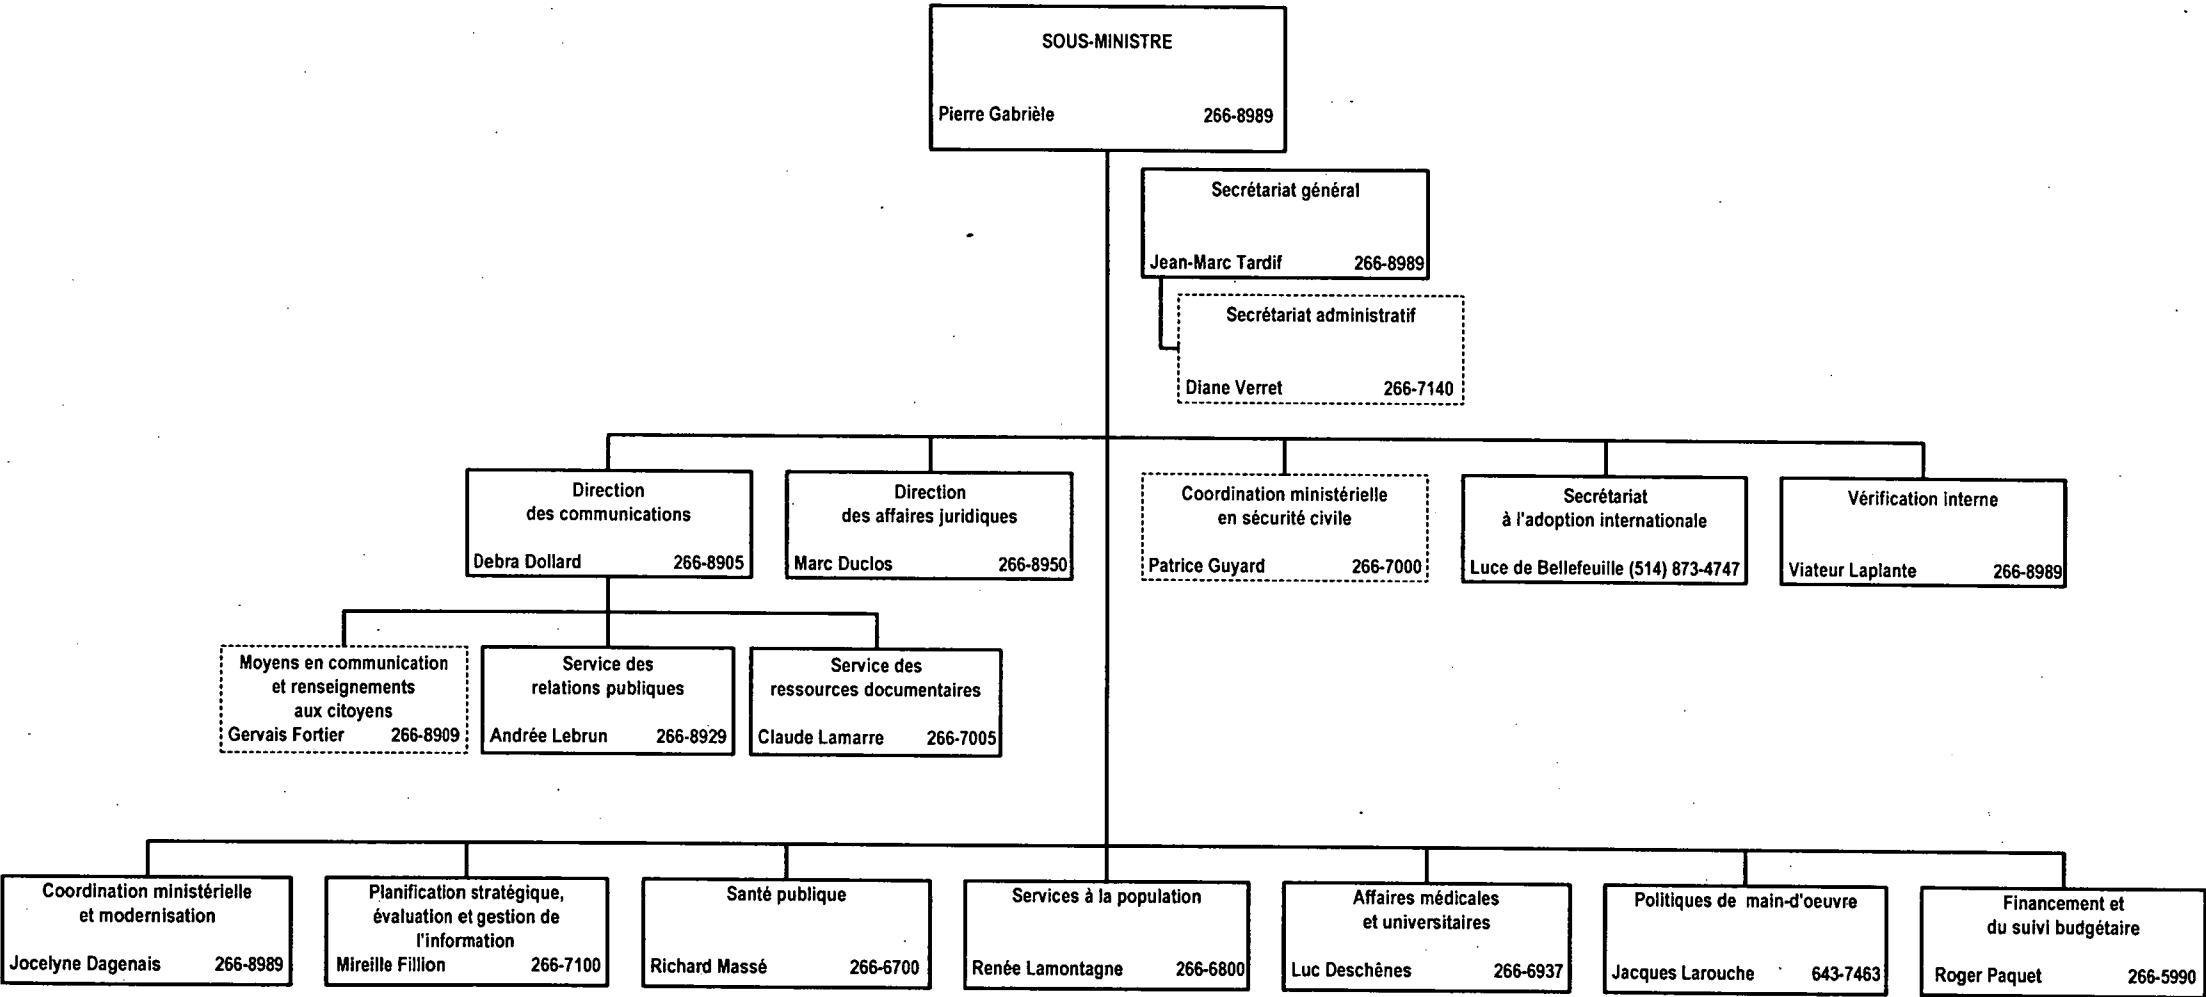 SOUS-MINISTRE
Pierre Gabrièle 266-8989
Secrétariat général
Jean-Marc Tardif 266-8989
Secrétariat administratif
Diane Verret 266-7140
Direction
des communications
Debra Dollard 266-8905
Direction
des affaires juridiques
Marc Duclos 266-8950
Coordination ministérielle
en sécurité civile
Patrice Guyard 266-7000
Secrétariat
à l'adoption internationale
Luce de Bellefeuille (514) 873-4747
Vérification interne
Viateur Laplante 266-8989
Moyens en communication
et renseignements
aux citoyens
Gervais Fortier 266-8909
Service des
relations publiques
Andrée Lebrun 266-8929
Service des
ressources documentaires
Claude Lamarre 266-7005
Coordination ministérielle
et modernisation
Jocelyne Dagenais 266-8989
Planification stratégique,
évaluation et gestion de
l'information
Mireille Fillion 266-7100
Santé publique
Richard Massé 266-6700
Services à la population
Renée Lamontagne 266-6800
Affaires médicales
et universitaires
Luc Deschênes 266-6937
Politiques de main-d'oeuvre
Jacques Larouche 643-7463
Financement et
du suivi budgétaire
Roger Paquet 266-5990